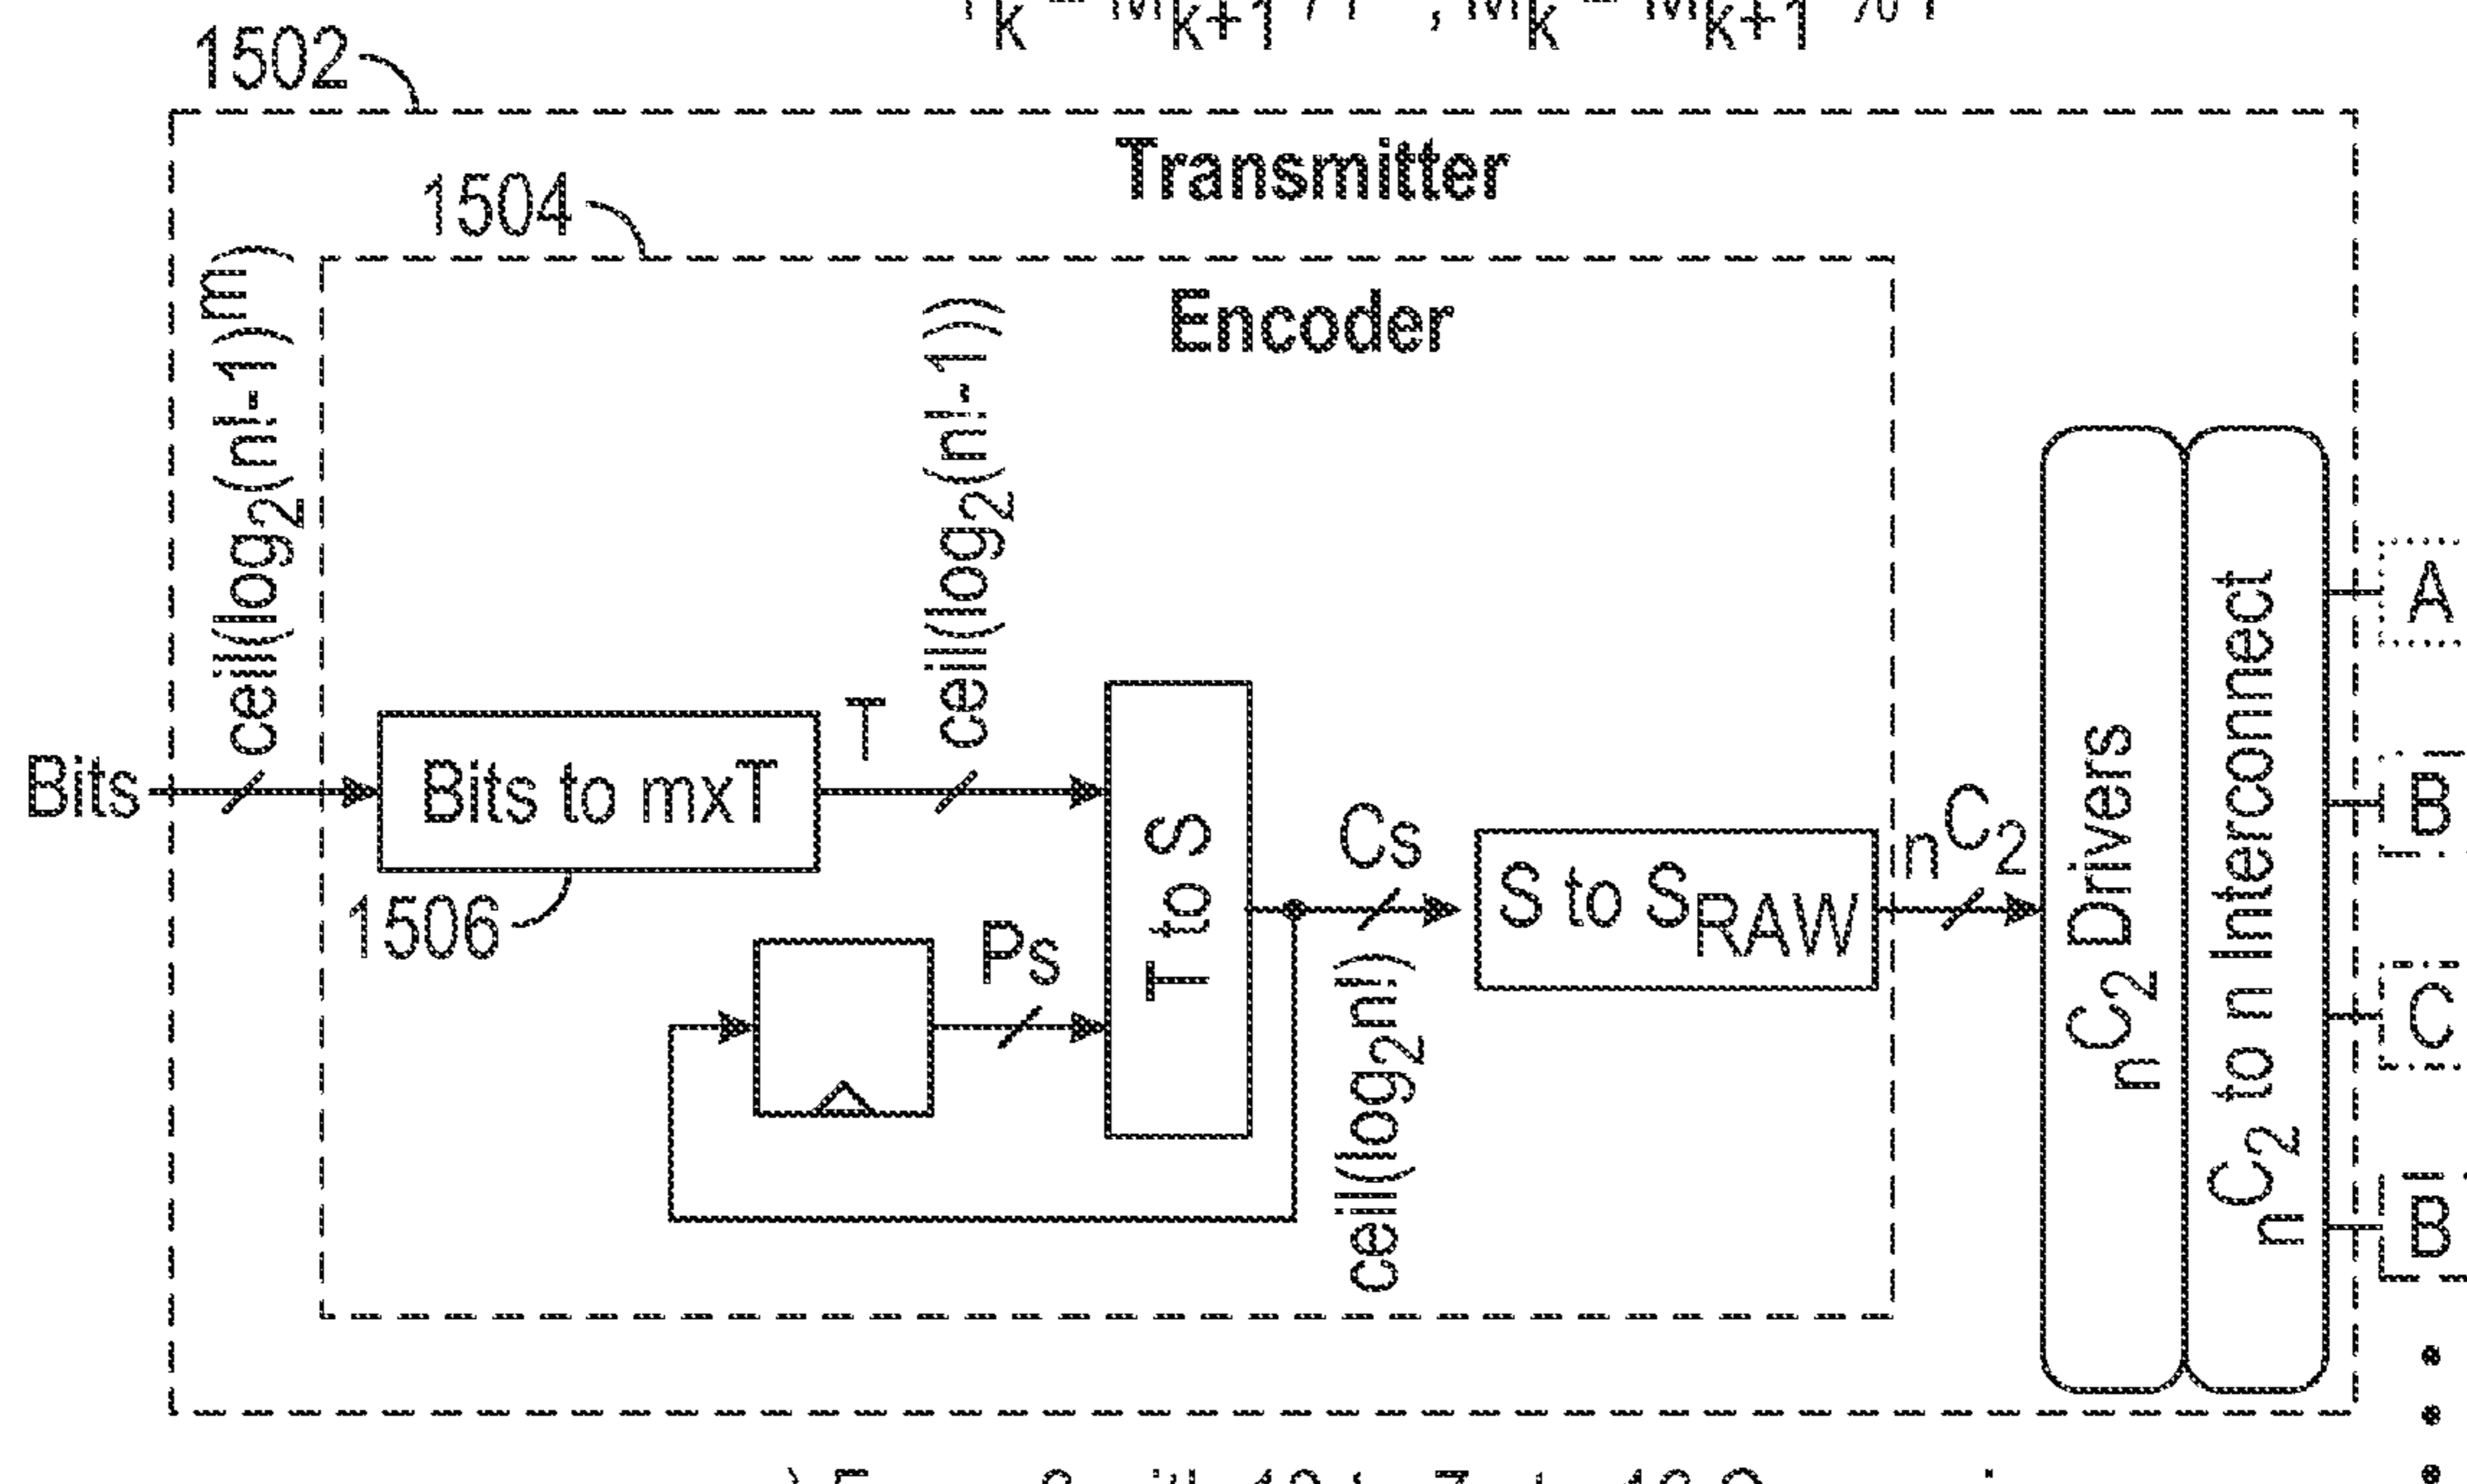 1502
Transmitter
1504
Encoder
ceil(log₂(n!-1)ᵐ)
ceil(log₂(n!-1))
Bits
Bits to mxT
T
1506
Ps
T to S
Cs
ceil(log₂n!)
S to S_RAW
nC₂
nC₂ Drivers
nC₂ to n Interconnect
A
B
C
B